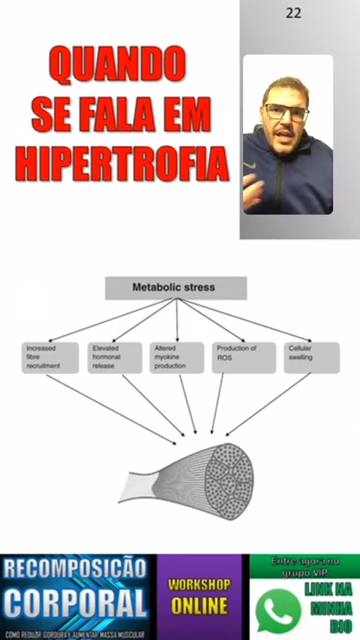 22
QUANDO
SE FALA EM
HIPERTROFIA
Metabolic stress
Increased
fibre
recruitment
Elevated
hormonal
release
Altered
myokine
production
Production of
ROS
Cellular
swelling
RECOMPOSIÇÃO
CORPORAL
COMO REDUZIR GORDURA E AUMENTAR MASSA MUSCULAR
WORKSHOP
ONLINE
Entre agora no
grupo VIP
LINK NA
MINHA
BIO